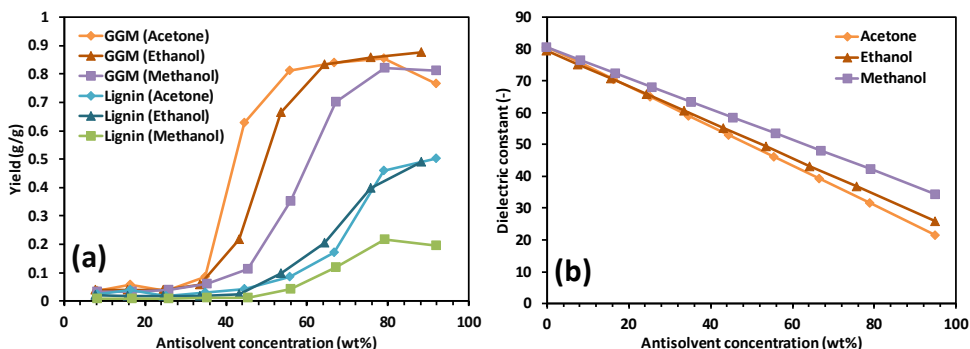 (a)
GGM (Acetone)
GGM (Ethanol)
GGM (Methanol)
Lignin (Acetone)
Lignin (Ethanol)
Lignin (Methanol)
Yield (g/g)
1
0.9
0.8
0.7
0.6
0.5
0.4
0.3
0.2
0.1
0
0 20 40 60 80 100
Antisolvent concentration (wt%)
(b)
Acetone
Ethanol
Methanol
Dielectric constant (-)
90
80
70
60
50
40
30
20
10
0
0 20 40 60 80 100
Antisolvent concentration (wt%)